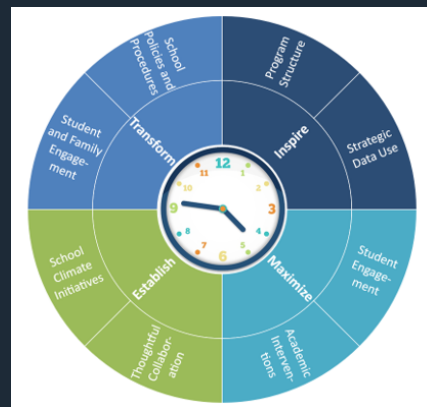 School
Policies and
Procedures
Program
Structure
Student
and Family
Engage-
ment
Transform
Inspire
Strategic
Data Use
12
11
1
10
2
9
3
8
4
7
5
6
School
Climate
Initiatives
Establish
Maximize
Student
Engage-
ment
Thoughtful
Collabor-
ation
Academic
Interven-
tions